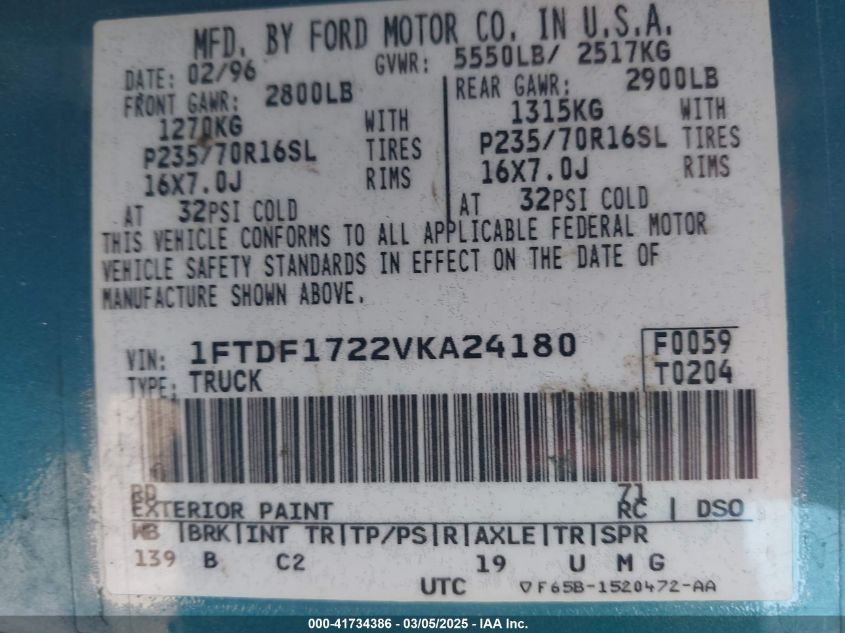 MFD. BY FORD MOTOR CO. IN U.S.A.
DATE: 02/96 GVWR: 5550LB/ 2517KG
FRONT GAWR: 2800LB REAR GAWR: 2900LB
1270KG WITH 1315KG WITH
P235/70R16SL TIRES P235/70R16SL TIRES
16X7.0J RIMS 16X7.0J RIMS
AT 32PSI COLD AT 32PSI COLD
THIS VEHICLE CONFORMS TO ALL APPLICABLE FEDERAL MOTOR
VEHICLE SAFETY STANDARDS IN EFFECT ON THE DATE OF
MANUFACTURE SHOWN ABOVE.
VIN: 1FTDF1722VKA24180 F0059
TYPE: TRUCK T0204
BD 71
EXTERIOR PAINT RC DSO
WB BRK INT TR TP/PS R AXLE TR SPR
139 B C2 19 U M G
UTC ▽F65B-1520472-AA
000-41734386 - 03/05/2025 - IAA Inc.